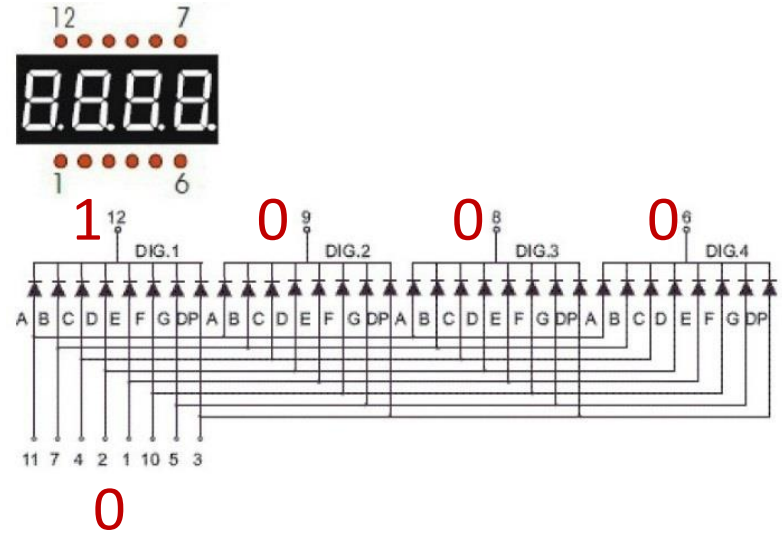 12 7
1 6
1 12 0 9 0 8 0 6
DIG.1 DIG.2 DIG.3 DIG.4
A B C D E F G DP A B C D E F G DP A B C D E F G DP A B C D E F G DP
11 7 4 2 1 10 5 3
0